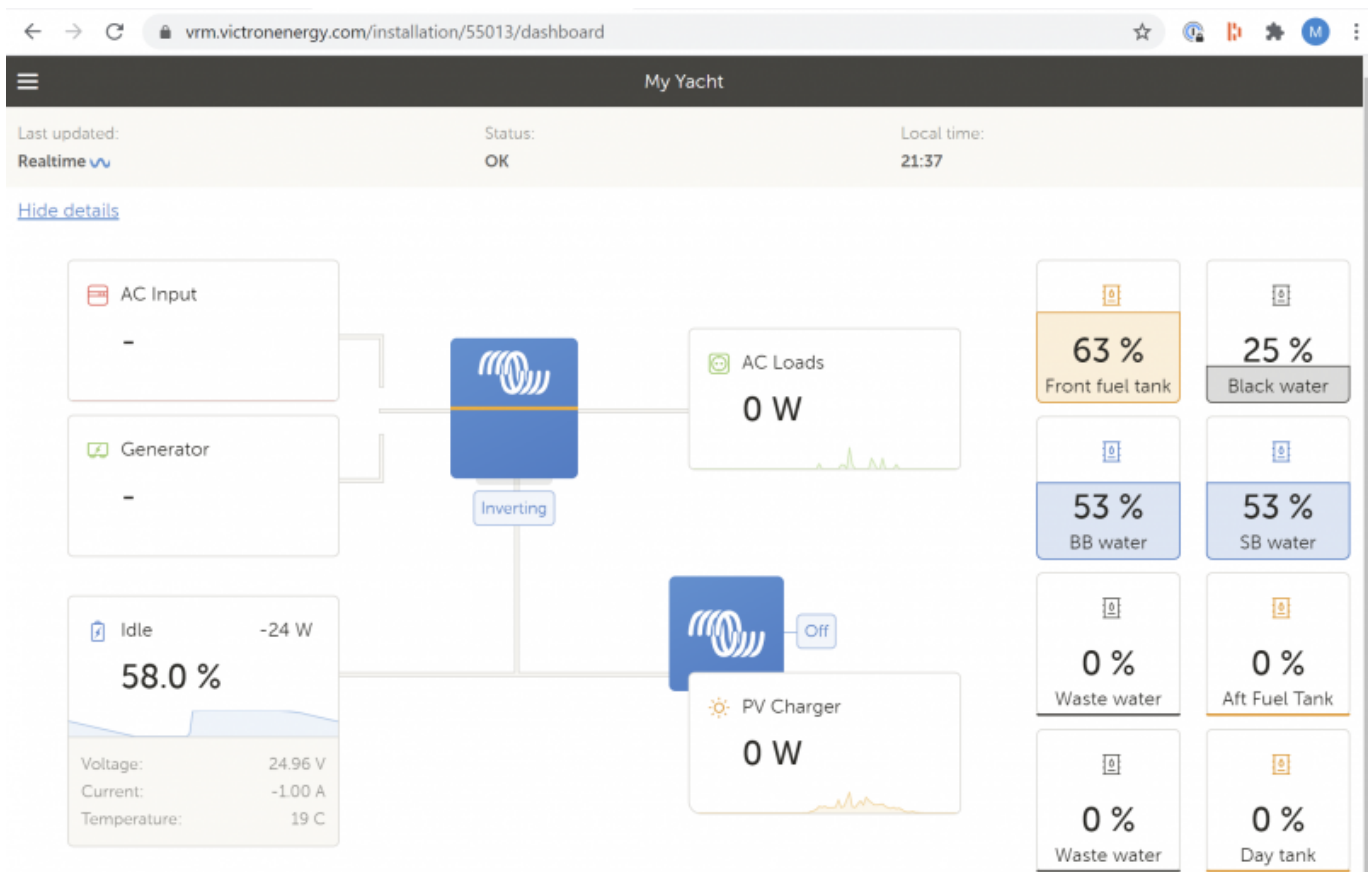 vrm.victronenergy.com/installation/55013/dashboard
M
My Yacht
Last updated:
Realtime
Status:
OK
Local time:
21:37
Hide details
AC Input
-
Generator
-
Inverting
AC Loads
0 W
Idle -24 W
58.0 %
Voltage: 24.96 V
Current: -1.00 A
Temperature: 19 C
Off
PV Charger
0 W
63 %
Front fuel tank
25 %
Black water
53 %
BB water
53 %
SB water
0 %
Waste water
0 %
Aft Fuel Tank
0 %
Waste water
0 %
Day tank